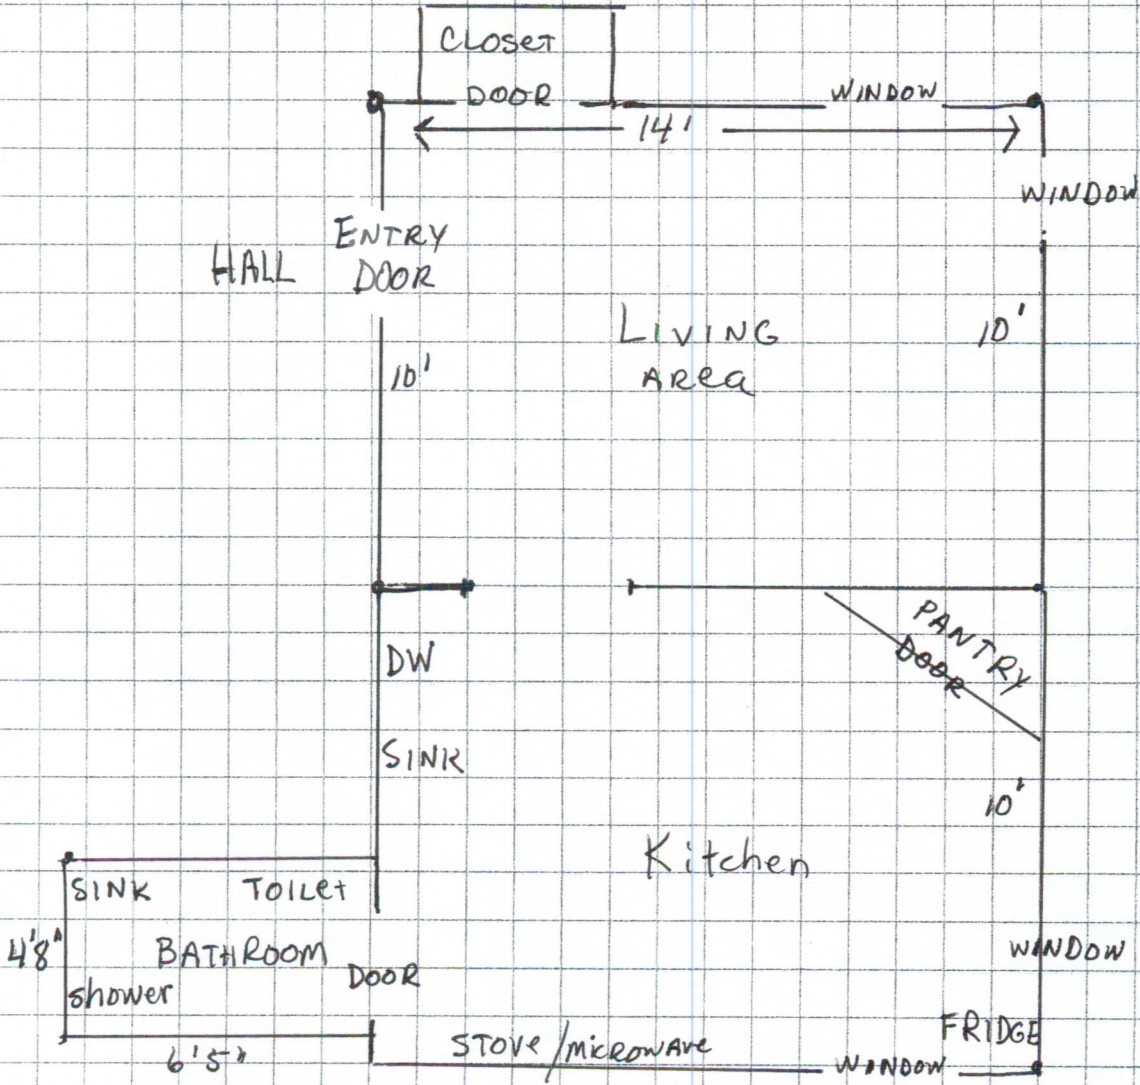 CLOSET
DOOR
WINDOW
14'
WINDOW
ENTRY
DOOR
HALL
LIVING
AREA
10'
10'
PANTRY
DOOR
DW
SINK
10'
Kitchen
SINK TOILET
4'8"
BATHROOM
DOOR
WINDOW
shower
FRIDGE
STOVE/MICROWAVE
WINDOW
6'5"